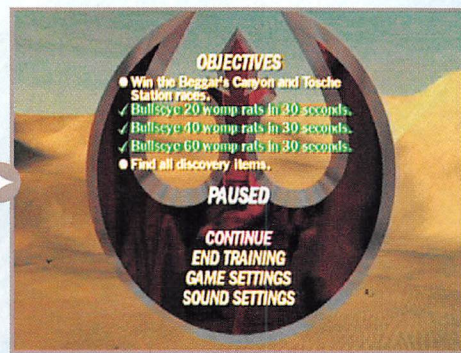 OBJECTIVES
Win the Beggar's Canyon and Tosche
Station races.
Bullseye 20 womp rats in 30 seconds.
Bullseye 40 womp rats in 30 seconds.
Bullseye 60 womp rats in 30 seconds.
Find all discovery items.
PAUSED
CONTINUE
END TRAINING
GAME SETTINGS
SOUND SETTINGS